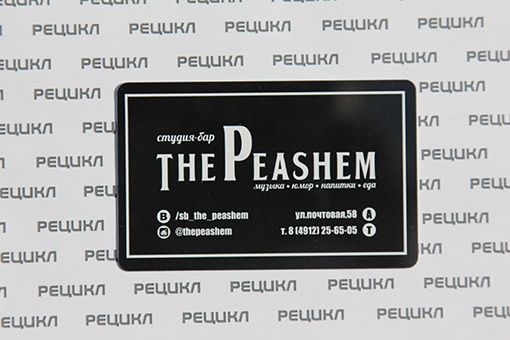 студия-бар
THE PEASHEM
музыка • юмор • напитки • еда
B /sb_the_peashem
@thepeashem
ул.почтовая,58 А
т. 8 (4912) 25-65-05 Т
РЕЦИКЛ